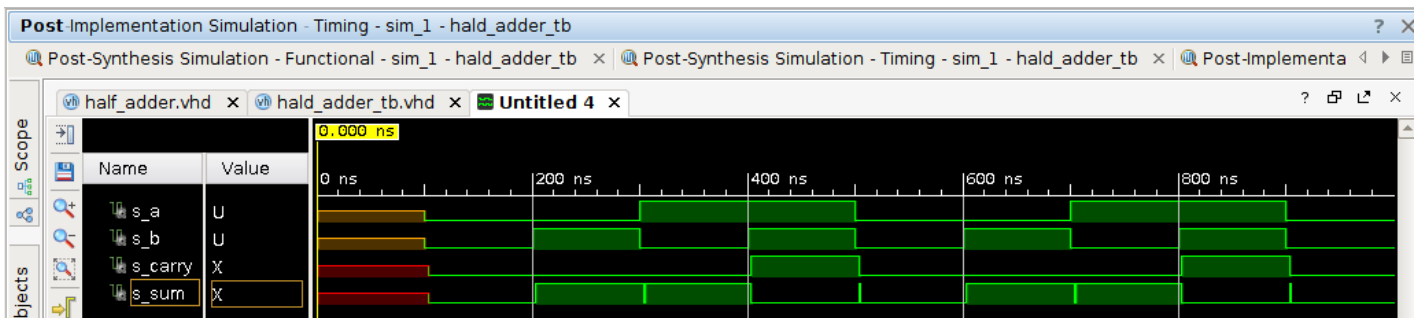 Post-Implementation Simulation - Timing - sim_1 - hald_adder_tb ? X
Post-Synthesis Simulation - Functional - sim_1 - hald_adder_tb × Post-Synthesis Simulation - Timing - sim_1 - hald_adder_tb × Post-Implementa
half_adder.vhd x hald_adder_tb.vhd x Untitled 4 x ?
Scope
bjects
0.000 ns
Name Value 0 ns 200 ns 400 ns 600 ns 800 ns
s_a U
s_b U
s_carry X
s_sum X